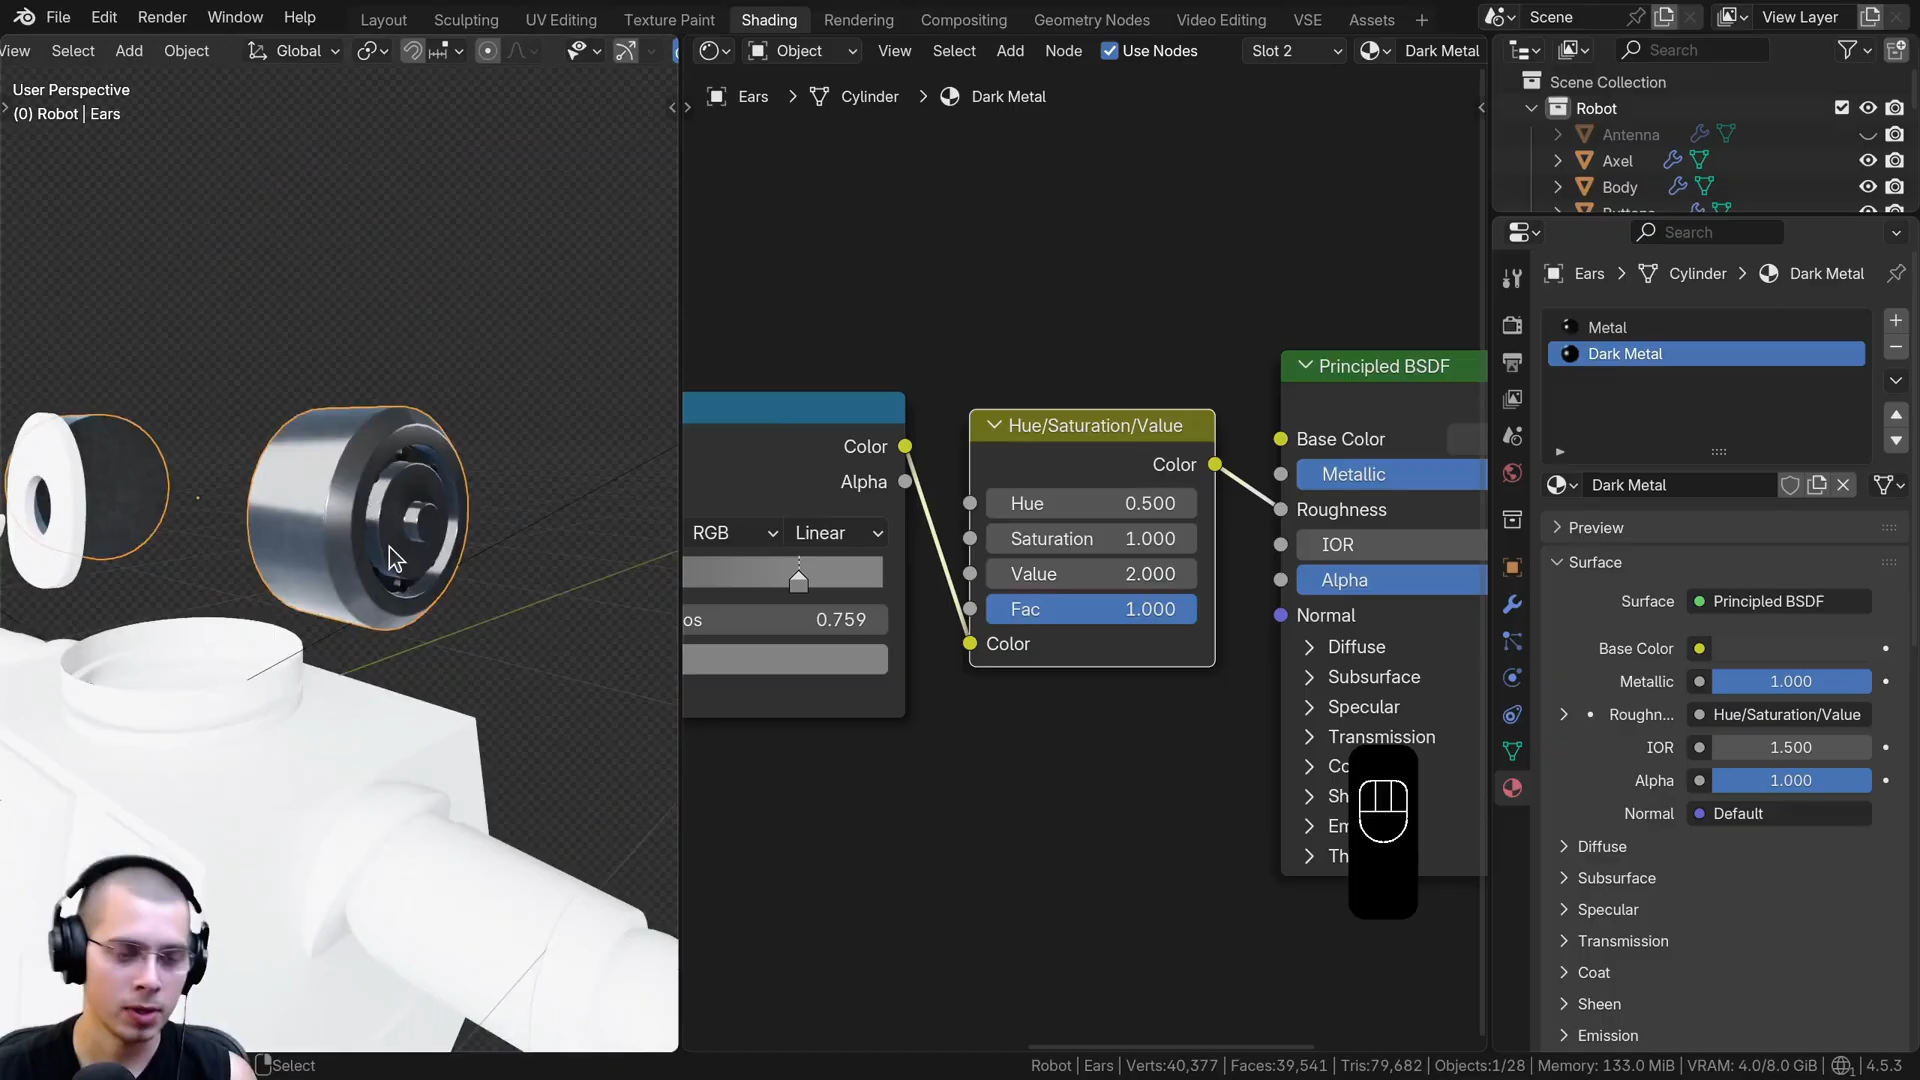 File Edit Render Window Help Layout Sculpting UV Editing Texture Paint Shading Rendering Compositing Geometry Nodes Video Editing VSE Assets Scene View Layer
View Select Add Object Global Object View Select Add Node Use Nodes Slot 2 Dark Metal Search
User Perspective
(0) Robot | Ears
Ears Cylinder Dark Metal
Scene Collection
Robot
Antenna
Axel
Body
Buttons
Search
Ears Cylinder Dark Metal
Metal
Dark Metal
Dark Metal
Preview
Surface
Surface Principled BSDF
Base Color
Metallic 1.000
Roughn... Hue/Saturation/Value
IOR 1.500
Alpha 1.000
Normal Default
Diffuse
Subsurface
Specular
Transmission
Coat
Sheen
Emission
Color
Alpha
RGB Linear
os 0.759
Hue/Saturation/Value
Color
Hue 0.500
Saturation 1.000
Value 2.000
Fac 1.000
Color
Principled BSDF
Base Color
Metallic
Roughness
IOR
Alpha
Normal
Diffuse
Subsurface
Specular
Transmission
Co
Sh
Em
Th
Select
Robot | Ears | Verts:40,377 | Faces:39,541 | Tris:79,682 | Objects:1/28 | Memory: 133.0 MiB | VRAM: 4.0/8.0 GiB | 4.5.3